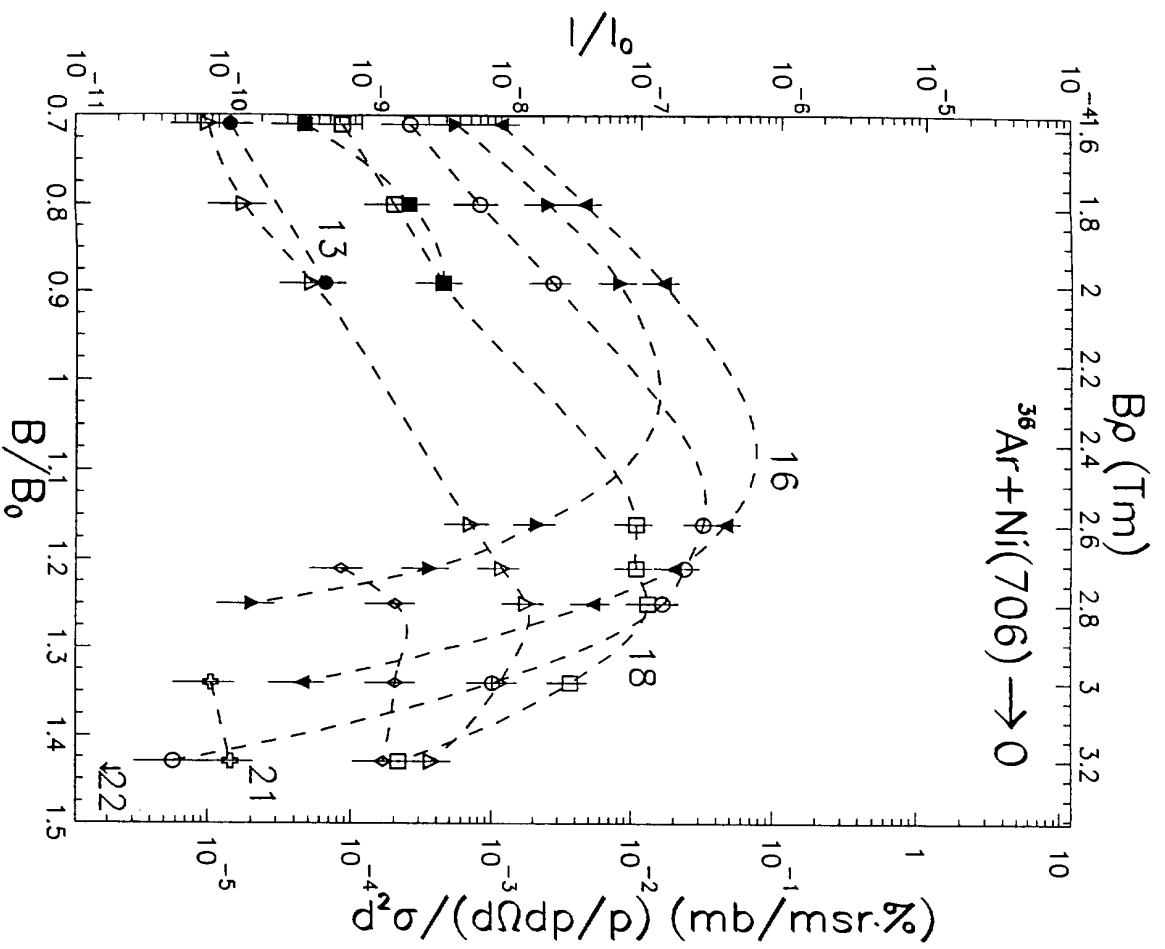 Bρ (Tm)
1.6 1.8 2 2.2 2.4 2.6 2.8 3 3.2
³⁶Ar+Ni(706) → O
I/I₀
10⁻⁴
10⁻⁵
10⁻⁶
10⁻⁷
10⁻⁸
10⁻⁹
10⁻¹⁰
10⁻¹¹
d²σ/(dΩdp/p) (mb/msr·%)
10
1
10⁻¹
10⁻²
10⁻³
10⁻⁴
10⁻⁵
16
18
13
21
22
0.7 0.8 0.9 1 1.1 1.2 1.3 1.4 1.5
B/B₀